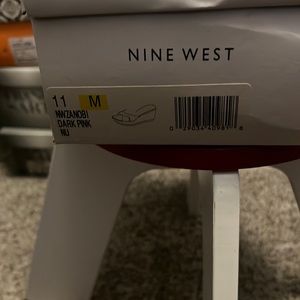 NINE WEST
11 M
NWZANOBI
DARK PINK
NU